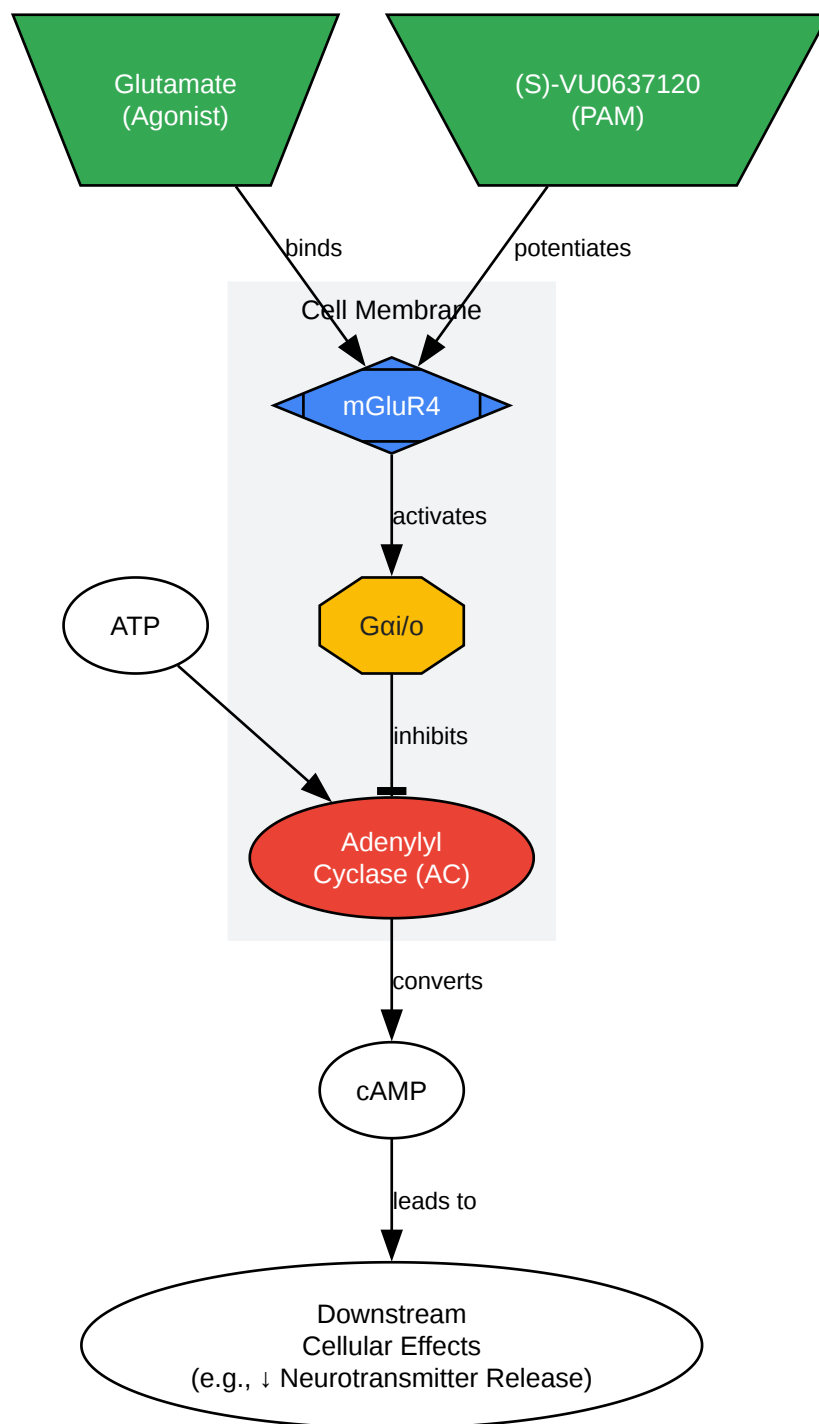 Glutamate
(Agonist)
(S)-VU0637120
(PAM)
binds
potentiates
Cell Membrane
mGluR4
activates
ATP
Gαi/o
inhibits
Adenylyl
Cyclase (AC)
converts
cAMP
leads to
Downstream
Cellular Effects
(e.g., ↓ Neurotransmitter Release)